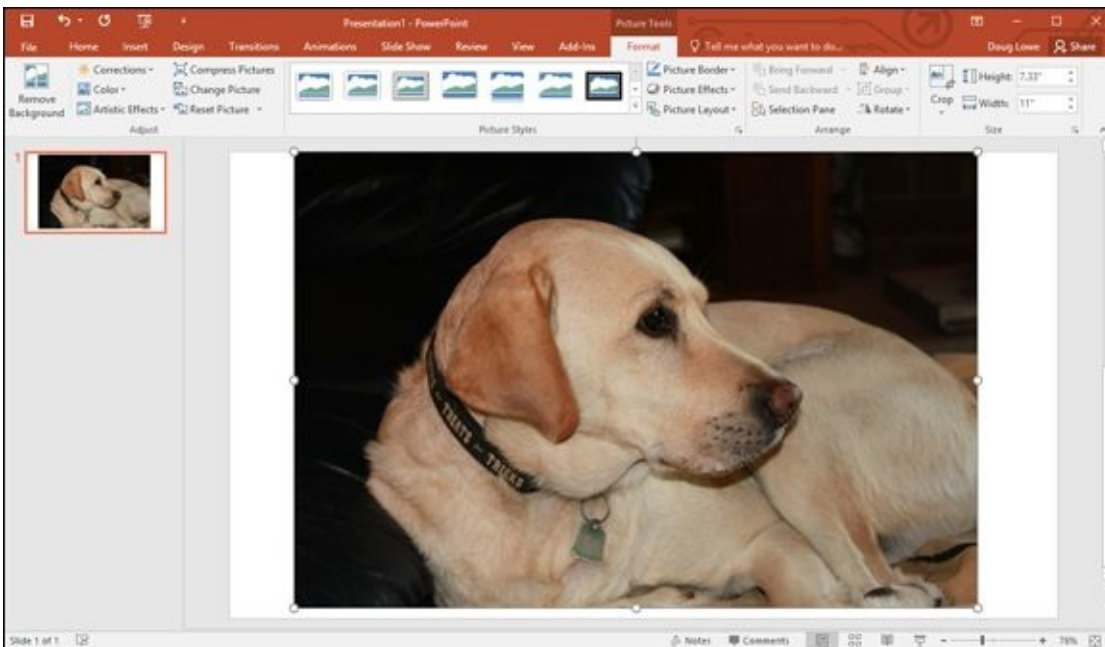 Presentation1 - PowerPoint
Picture Tools
File Home Insert Design Transitions Animations Slide Show Review View Add-Ins Format Tell me what you want to do... Doug Lowe Share
Remove Background
Corrections
Color
Artistic Effects
Compress Pictures
Change Picture
Reset Picture
Adjust
Picture Styles
Picture Border
Picture Effects
Picture Layout
Bring Forward
Send Backward
Selection Pane
Align
Group
Rotate
Arrange
Crop
Height: 7.33"
Width: 11"
Size
1
TREATS
TRICKS
Slide 1 of 1
Notes
Comments
76%